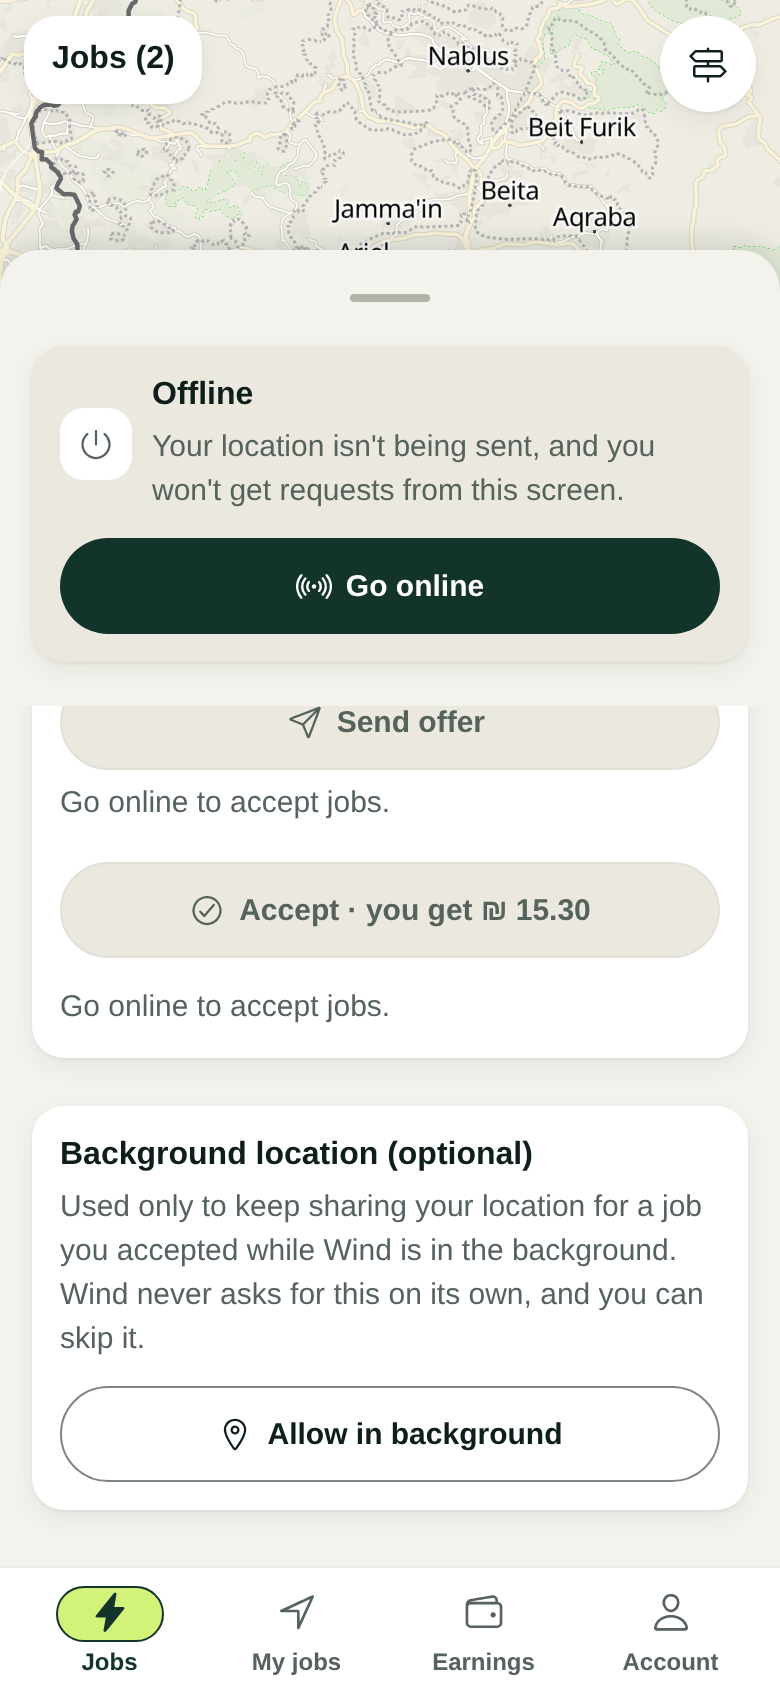 Jobs (2)
Nablus
Beit Furik
Beita
Jamma'in
Aqraba
Ariel
Offline
Your location isn't being sent, and you
won't get requests from this screen.
Go online
Send offer
Go online to accept jobs.
Accept · you get ₪ 15.30
Go online to accept jobs.
Background location (optional)
Used only to keep sharing your location for a job
you accepted while Wind is in the background.
Wind never asks for this on its own, and you can
skip it.
Allow in background
Jobs
My jobs
Earnings
Account